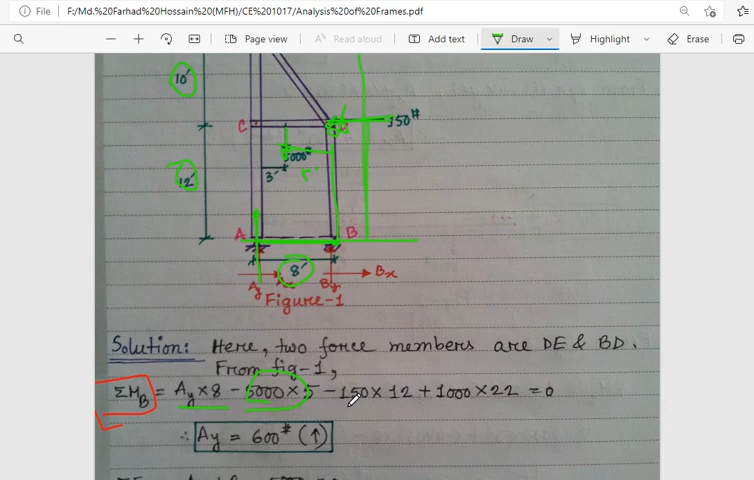 File | F:/Md.%20Farhad%20Hossain%20(MFH)/CE%201017/Analysis%20of%20Frames.pdf
Page view | Read aloud | Add text | Draw | Highlight | Erase
10'
C
150#
5000#
3'
5'
12'
A
B
8'
Ay
By
Bx
Figure-1
Solution: Here, two force members are DE & BD.
From fig-1,
ΣM_B = Ay×8 - 5000×5 - 150×12 + 1000×22 = 0
∴ Ay = 600# (↑)